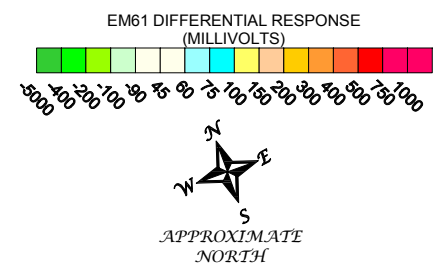 EM61 DIFFERENTIAL RESPONSE
(MILLIVOLTS)
-5000 -400 -200 -100 -90 45 60 75 100 150 200 300 400 500 750 1000
N
E
W
S
APPROXIMATE
NORTH